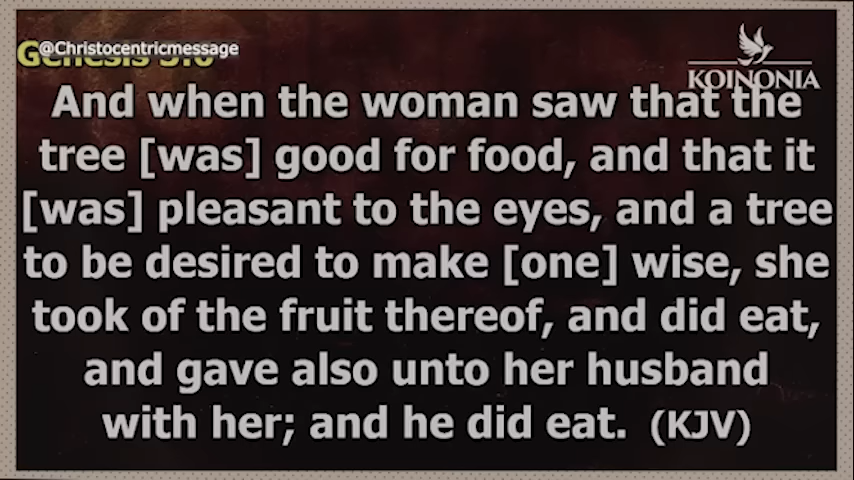 Genesis 3:6
@Christocentricmessage
KOINONIA
And when the woman saw that the
tree [was] good for food, and that it
[was] pleasant to the eyes, and a tree
to be desired to make [one] wise, she
took of the fruit thereof, and did eat,
and gave also unto her husband
with her; and he did eat. (KJV)